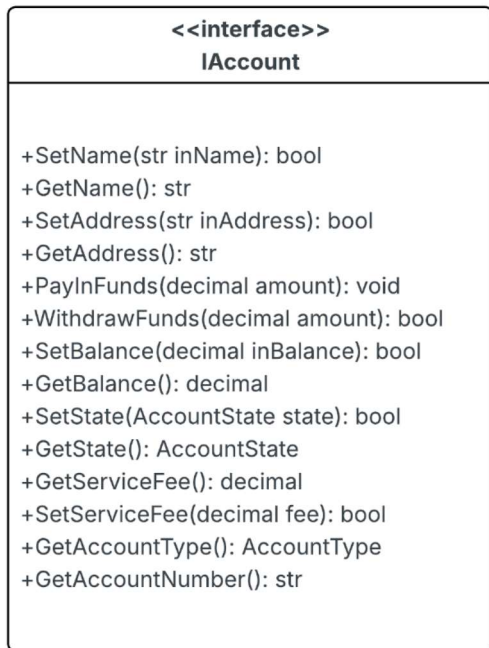 <<interface>>
IAccount
+SetName(str inName): bool
+GetName(): str
+SetAddress(str inAddress): bool
+GetAddress(): str
+PayInFunds(decimal amount): void
+WithdrawFunds(decimal amount): bool
+SetBalance(decimal inBalance): bool
+GetBalance(): decimal
+SetState(AccountState state): bool
+GetState(): AccountState
+GetServiceFee(): decimal
+SetServiceFee(decimal fee): bool
+GetAccountType(): AccountType
+GetAccountNumber(): str